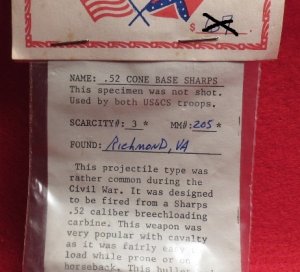 $
NAME: .52 CONE BASE SHARPS
This specimen was not shot.
Used by both US&CS troops.
SCARCITY#: 3 * MM#: 205 *
FOUND: RichmonD, VA
This projectile type was
rather common during the
Civil War. It was designed
to be fired from a Sharps
.52 caliber breechloading
carbine. This weapon was
very popular with cavalty
as it was fairly easy to
load while prone or on
horseback. This bullet